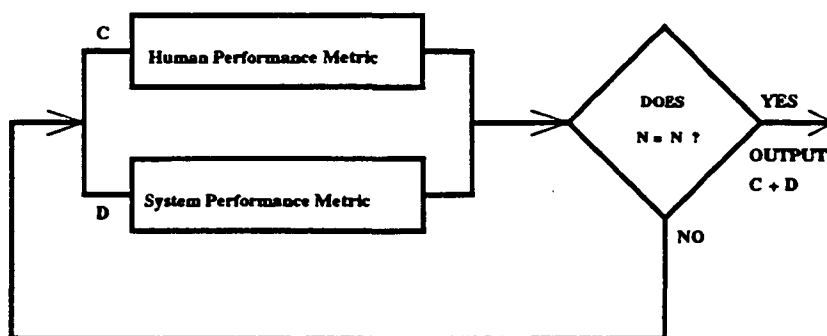 C
Human Performance Metric
D
System Performance Metric
DOES
N = N ?
YES
OUTPUT
C + D
NO